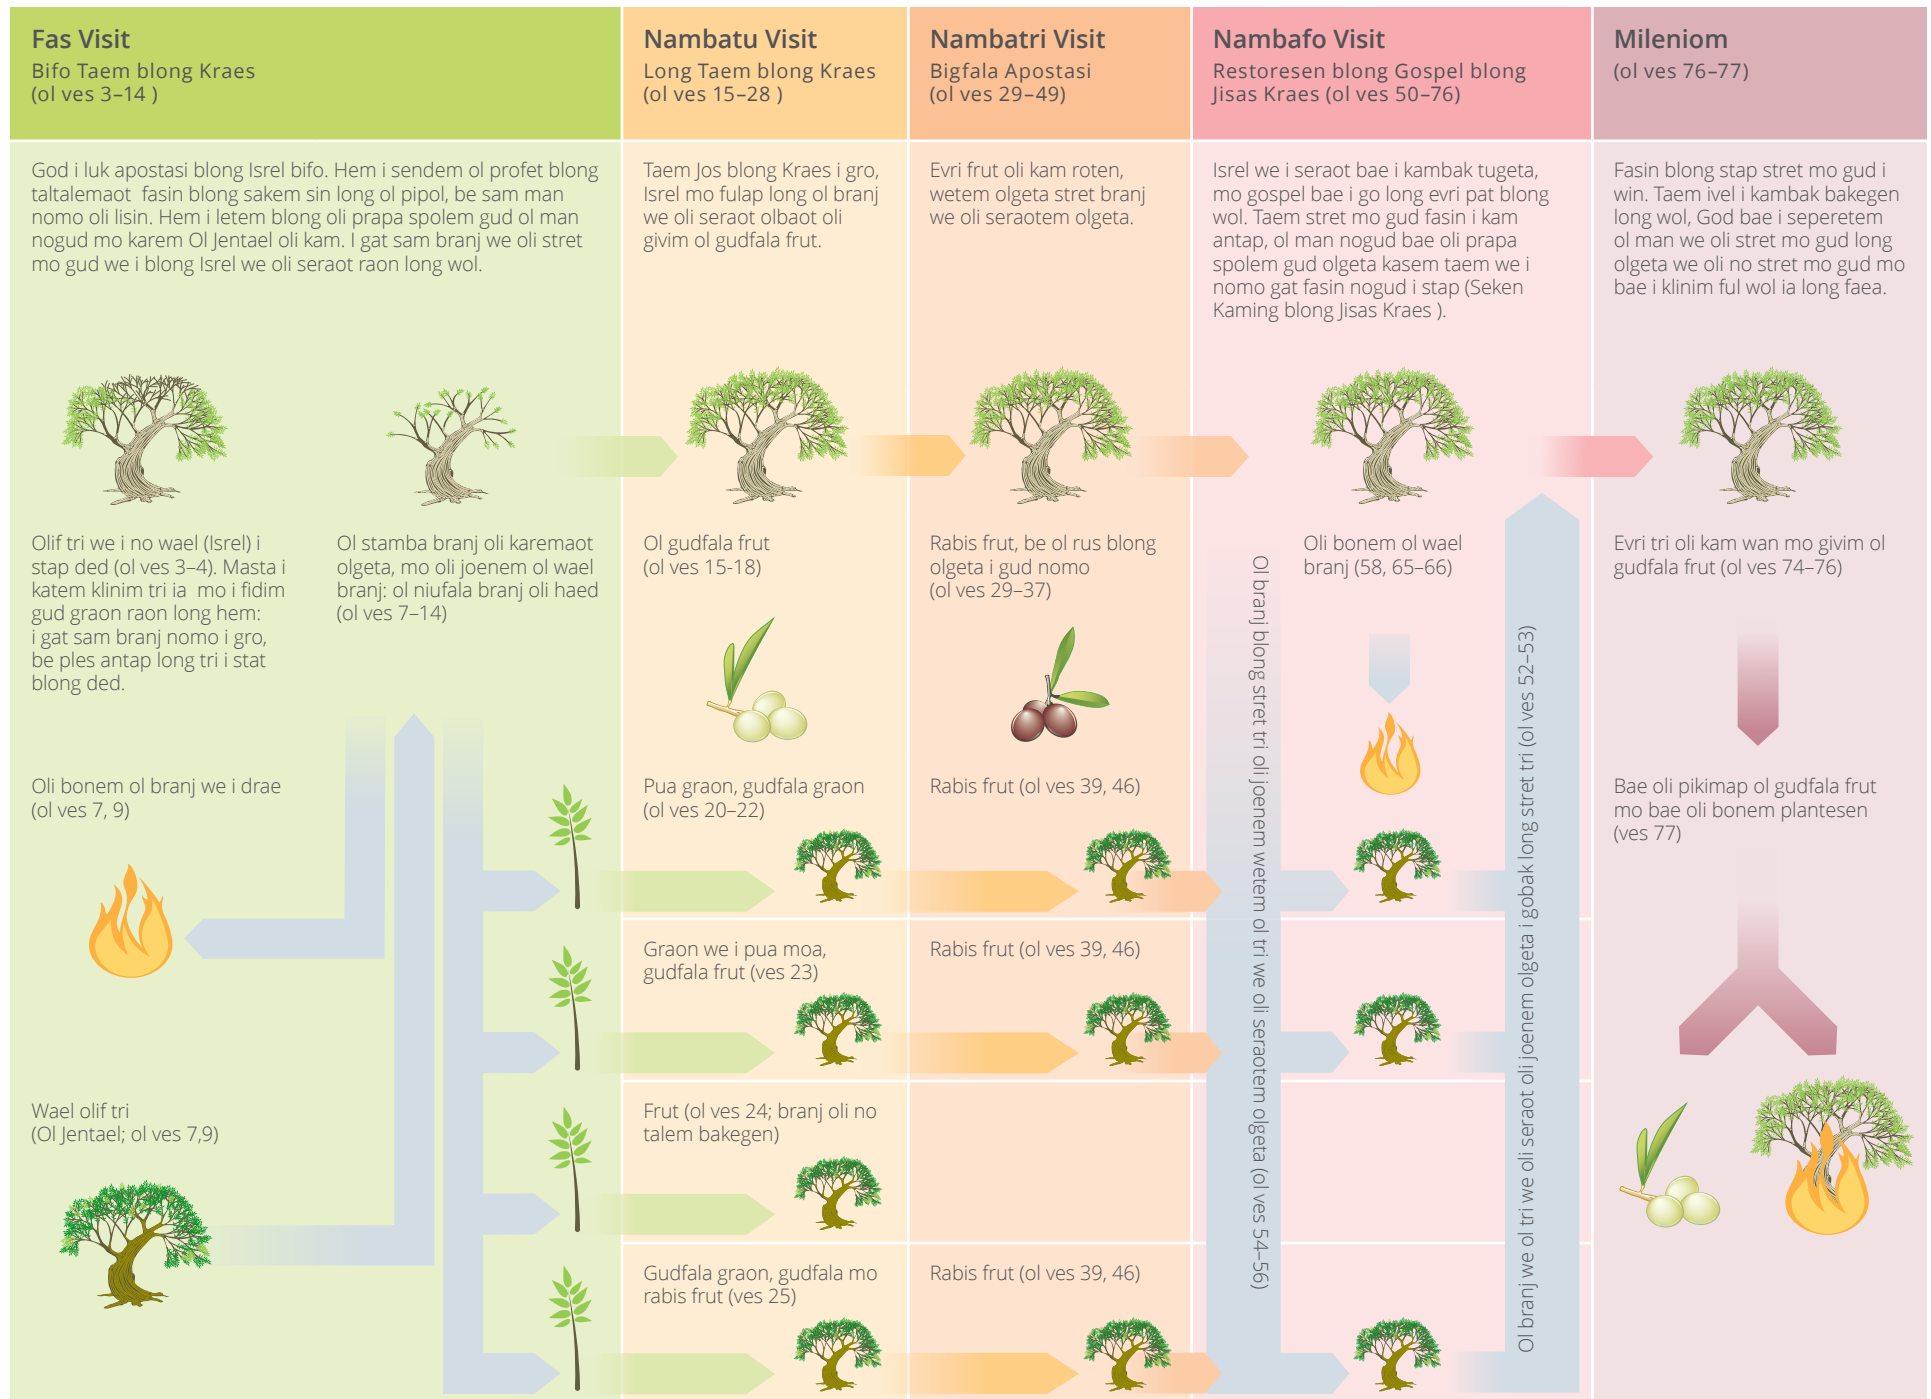 Fas Visit
Bifo Taem blong Kraes
(ol ves 3–14 )
God i luk apostasi blong Isrel bifo. Hem i sendem ol profet blong
taltalemaot fasin blong sakem sin long ol pipol, be sam man
nomo oli lisin. Hem i letem blong oli prapa spolem gud ol man
nogud mo karem Ol Jentael oli kam. I gat sam branj we oli stret
mo gud we i blong Isrel we oli seraot raon long wol.
Olif tri we i no wael (Isrel) i
stap ded (ol ves 3–4). Masta i
katem klinim tri ia mo i fidim
gud graon raon long hem:
i gat sam branj nomo i gro,
be ples antap long tri i stat
blong ded.
Ol stamba branj oli karemaot
olgeta, mo oli joenem ol wael
branj: ol niufala branj oli haed
(ol ves 7–14)
Oli bonem ol branj we i drae
(ol ves 7, 9)
Wael olif tri
(Ol Jentael; ol ves 7,9)
Nambatu Visit
Long Taem blong Kraes
(ol ves 15–28 )
Taem Jos blong Kraes i gro,
Isrel mo fulap long ol branj
we oli seraot olbaot oli
givim ol gudfala frut.
Ol gudfala frut
(ol ves 15-18)
Pua graon, gudfala graon
(ol ves 20–22)
Graon we i pua moa,
gudfala frut (ves 23)
Frut (ol ves 24; branj oli no
talem bakegen)
Gudfala graon, gudfala mo
rabis frut (ves 25)
Nambatri Visit
Bigfala Apostasi
(ol ves 29–49)
Evri frut oli kam roten,
wetem olgeta stret branj
we oli seraotem olgeta.
Rabis frut, be ol rus blong
olgeta i gud nomo
(ol ves 29–37)
Rabis frut (ol ves 39, 46)
Rabis frut (ol ves 39, 46)
Rabis frut (ol ves 39, 46)
Nambafo Visit
Restoresen blong Gospel blong
Jisas Kraes (ol ves 50–76)
Isrel we i seraot bae i kambak tugeta,
mo gospel bae i go long evri pat blong
wol. Taem stret mo gud fasin i kam
antap, ol man nogud bae oli prapa
spolem gud olgeta kasem taem we i
nomo gat fasin nogud i stap (Seken
Kaming blong Jisas Kraes ).
Ol branj blong stret tri oli joenem wetem ol tri we oli seraotem olgeta (ol ves 54–56)
Oli bonem ol wael
branj (58, 65–66)
Ol branj we ol tri we oli seraot oli joenem olgeta i gobak long stret tri (ol ves 52–53)
Mileniom
(ol ves 76–77)
Fasin blong stap stret mo gud i
win. Taem ivel i kambak bakegen
long wol, God bae i seperetem
ol man we oli stret mo gud long
olgeta we oli no stret mo gud mo
bae i klinim ful wol ia long faea.
Evri tri oli kam wan mo givim ol
gudfala frut (ol ves 74–76)
Bae oli pikimap ol gudfala frut
mo bae oli bonem plantesen
(ves 77)